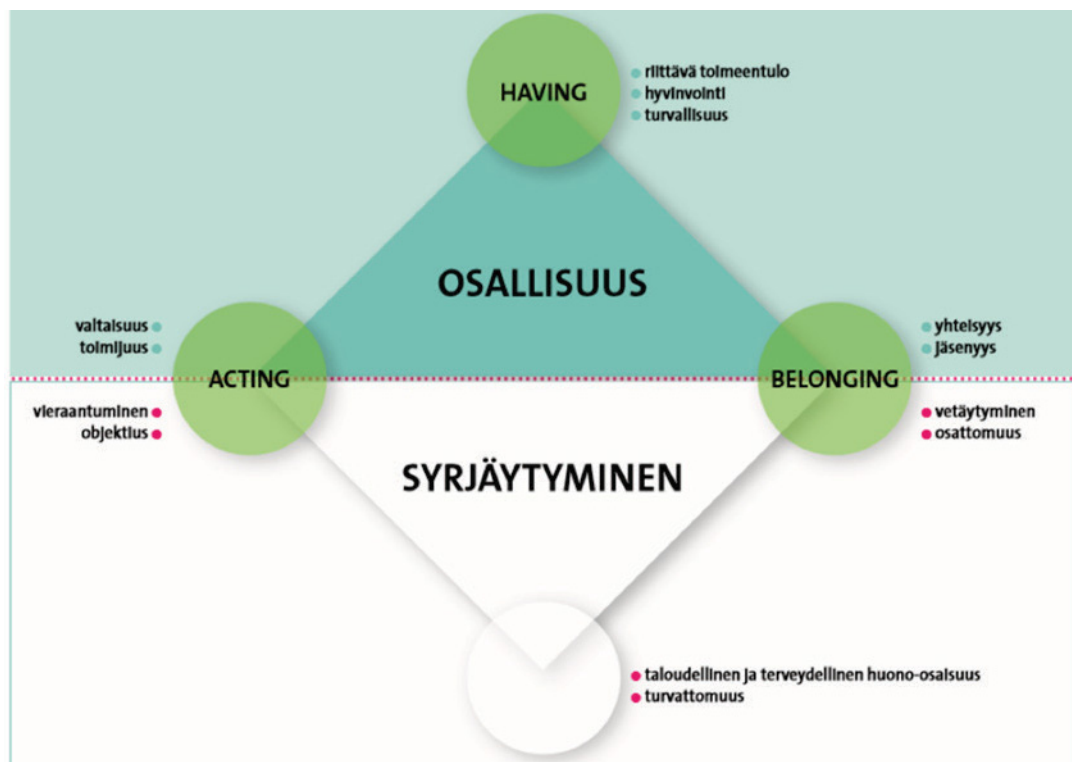 HAVING
riittävä toimeentulo
hyvinvointi
turvallisuus
OSALLISUUS
valtaisuus
toimijuus
ACTING
vieraantuminen
objektius
yhteisyys
jäsenyys
BELONGING
vetäytyminen
osattomuus
SYRJÄYTYMINEN
taloudellinen ja terveydellinen huono-osaisuus
turvattomuus